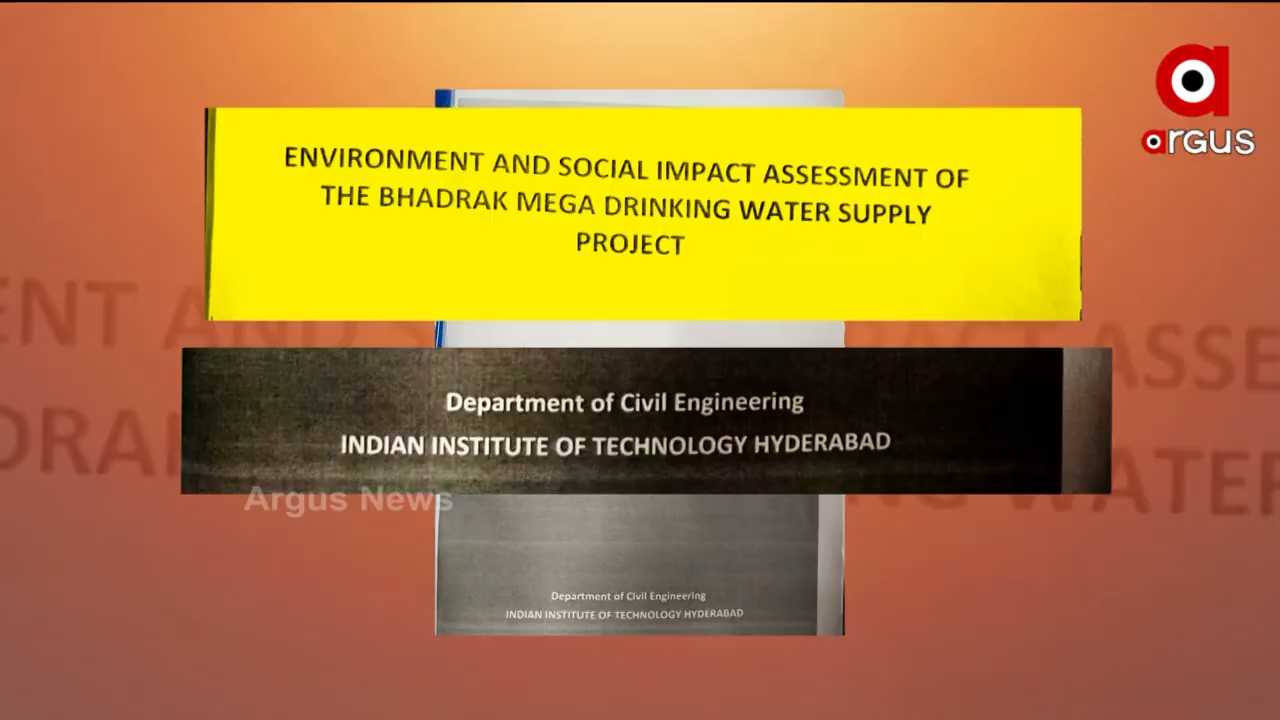 argus
ENVIRONMENT AND SOCIAL IMPACT ASSESSMENT OF
THE BHADRAK MEGA DRINKING WATER SUPPLY
PROJECT
Department of Civil Engineering
INDIAN INSTITUTE OF TECHNOLOGY HYDERABAD
Argus News
Department of Civil Engineering
INDIAN INSTITUTE OF TECHNOLOGY HYDERABAD